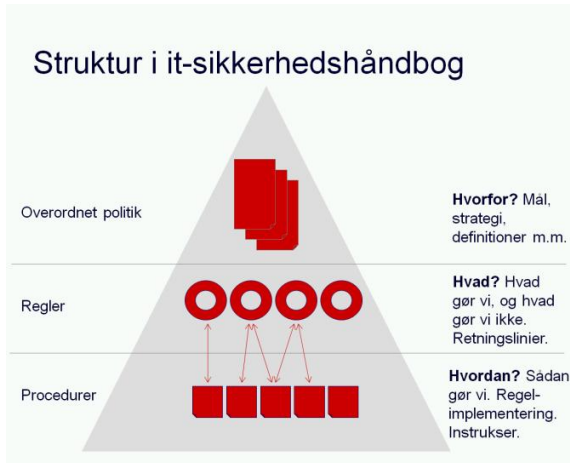 Struktur i it-sikkerhedshåndbog
Overordnet politik
Hvorfor? Mål,
strategi,
definitioner m.m.
Regler
Hvad? Hvad
gør vi, og hvad
gør vi ikke.
Retningslinier.
Procedurer
Hvordan? Sådan
gør vi. Regel-
implementering.
Instrukser.